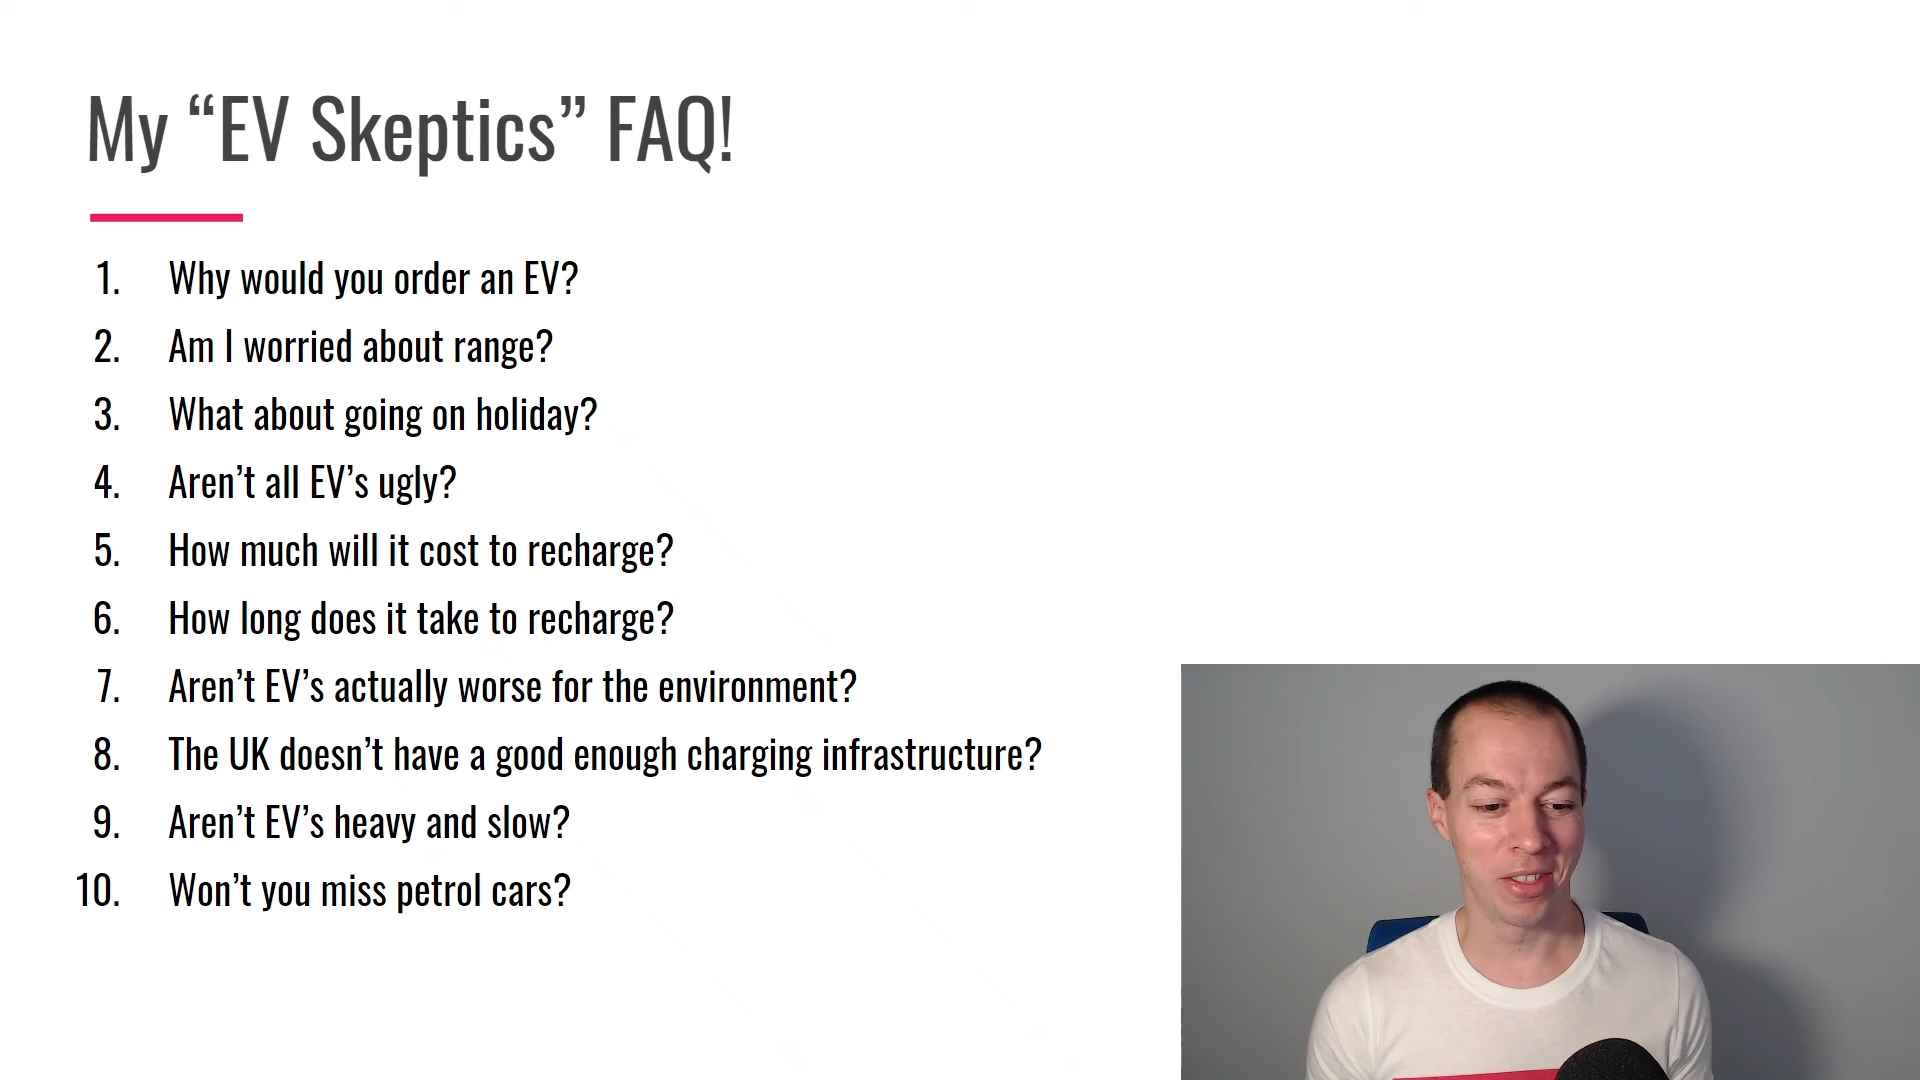 My “EV Skeptics” FAQ!
1. Why would you order an EV?
2. Am I worried about range?
3. What about going on holiday?
4. Aren’t all EV’s ugly?
5. How much will it cost to recharge?
6. How long does it take to recharge?
7. Aren’t EV’s actually worse for the environment?
8. The UK doesn’t have a good enough charging infrastructure?
9. Aren’t EV’s heavy and slow?
10. Won’t you miss petrol cars?